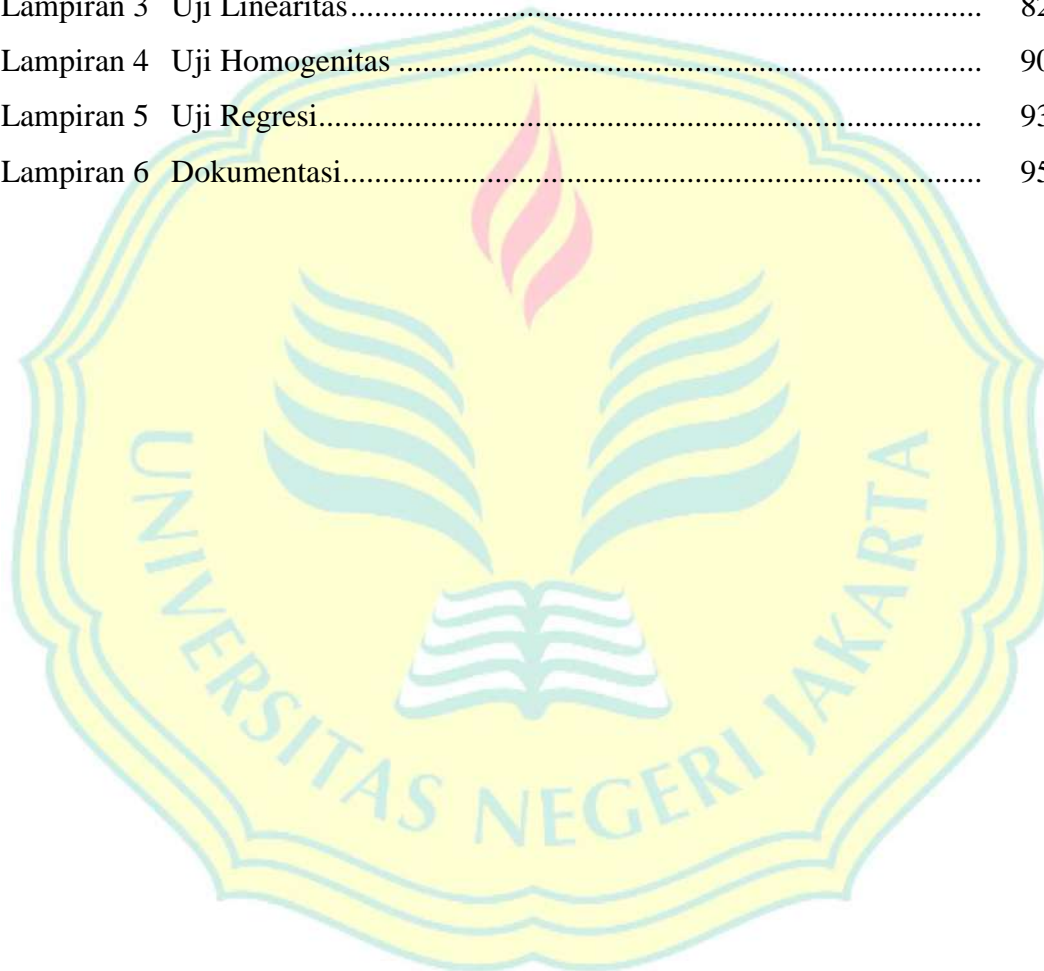 Lampiran 3 Uji Linearitas.......................................................................... 82
Lampiran 4 Uji Homogenitas .................................................................... 90
Lampiran 5 Uji Regresi.............................................................................. 93
Lampiran 6 Dokumentasi........................................................................... 95
UNIVERSITAS NEGERI JAKARTA